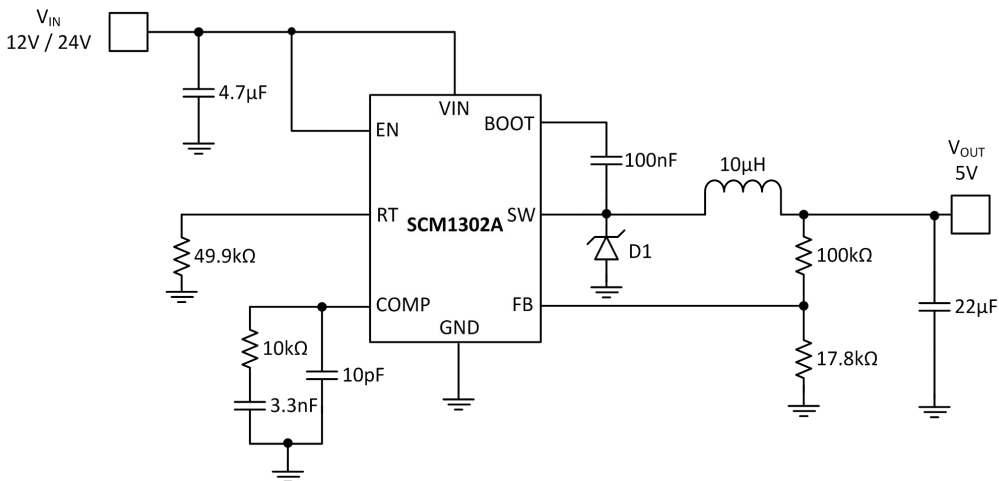 VIN
12V / 24V
4.7µF
VIN
EN
BOOT
100nF
10µH
VOUT
5V
RT
SCM1302A
SW
49.9kΩ
D1
100kΩ
COMP
FB
GND
22µF
10kΩ
10pF
17.8kΩ
3.3nF